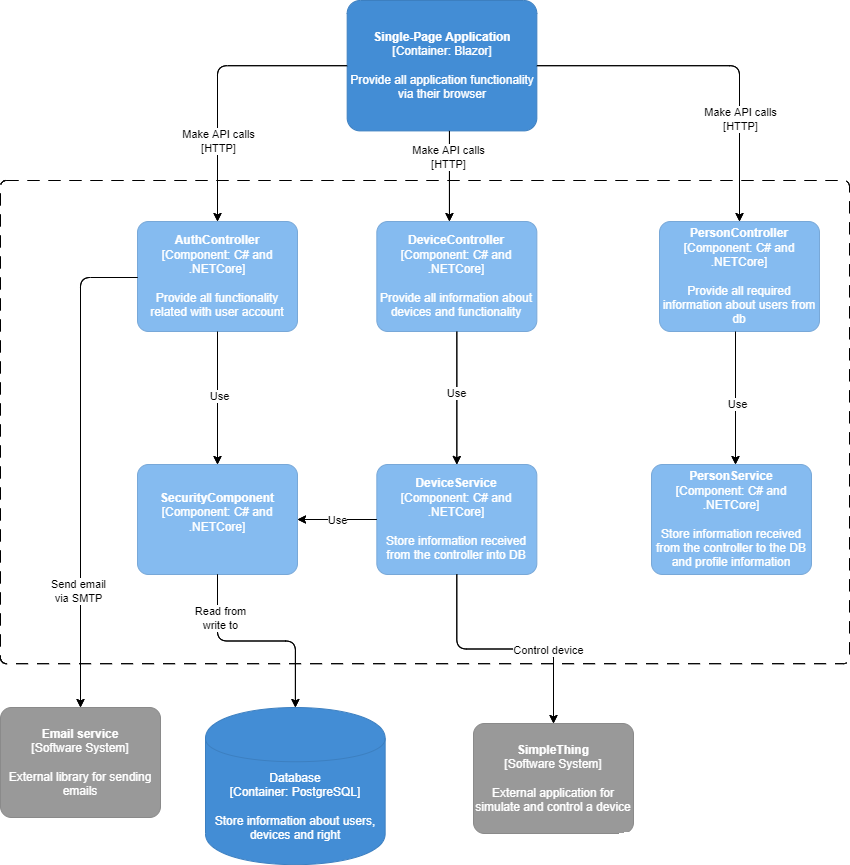 Single-Page Application
[Container: Blazor]
Provide all application functionality
via their browser
Make API calls
[HTTP]
Make API calls
[HTTP]
Make API calls
[HTTP]
AuthController
[Component: C# and
.NETCore]
Provide all functionality
related with user account
DeviceController
[Component: C# and
.NETCore]
Provide all information about
devices and functionality
PersonController
[Component: C# and
.NETCore]
Provide all required
information about users from
db
Use
Use
Use
SecurityComponent
[Component: C# and
.NETCore]
Use
DeviceService
[Component: C# and
.NETCore]
Store information received
from the controller into DB
PersonService
[Component: C# and
.NETCore]
Store information received
from the controller to the DB
and profile information
Send email
via SMTP
Read from
write to
Control device
Email service
[Software System]
External library for sending
emails
Database
[Container: PostgreSQL]
Store information about users,
devices and right
SimpleThing
[Software System]
External application for
simulate and control a device